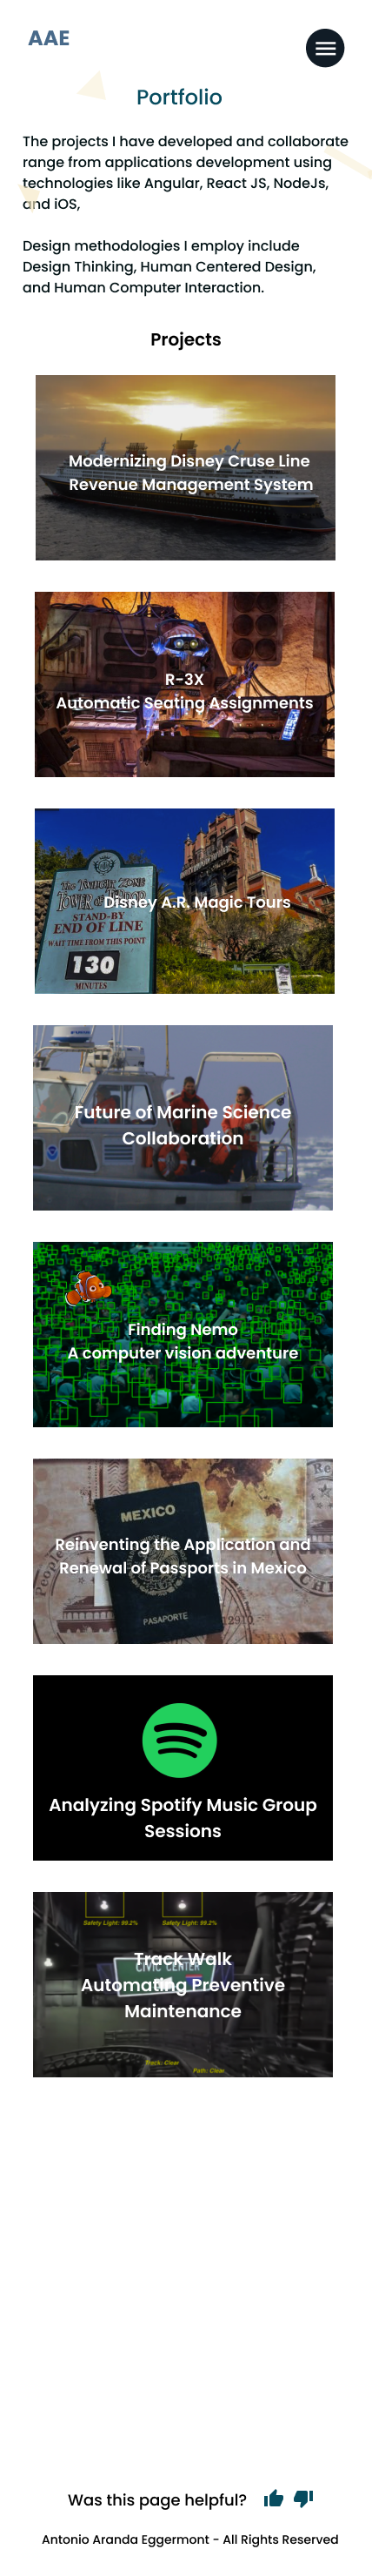 AAE
Portfolio
The projects I have developed and collaborate
range from applications development using
technologies like Angular, React JS, NodeJs,
and iOS,
Design methodologies I employ include
Design Thinking, Human Centered Design,
and Human Computer Interaction.
Projects
Modernizing Disney Cruse Line
Revenue Management System
R-3X
Automatic Seating Assignments
The Twilight Zone
Disney A.R. Magic Tours
STAND-BY
END OF LINE
WAIT TIME FROM THIS POINT
130
MINUTES
Future of Marine Science
Collaboration
Finding Nemo
A computer vision adventure
MEXICO
Reinventing the Application and
Renewal of Passports in Mexico
PASAPORTE
Analyzing Spotify Music Group
Sessions
Safety Light: 99.2% Safety Light: 98.2%
Track Walk
CIVIC CENTER
Automating Preventive
Maintenance
Track: Clear
Path: Clear
Was this page helpful?
Antonio Aranda Eggermont - All Rights Reserved